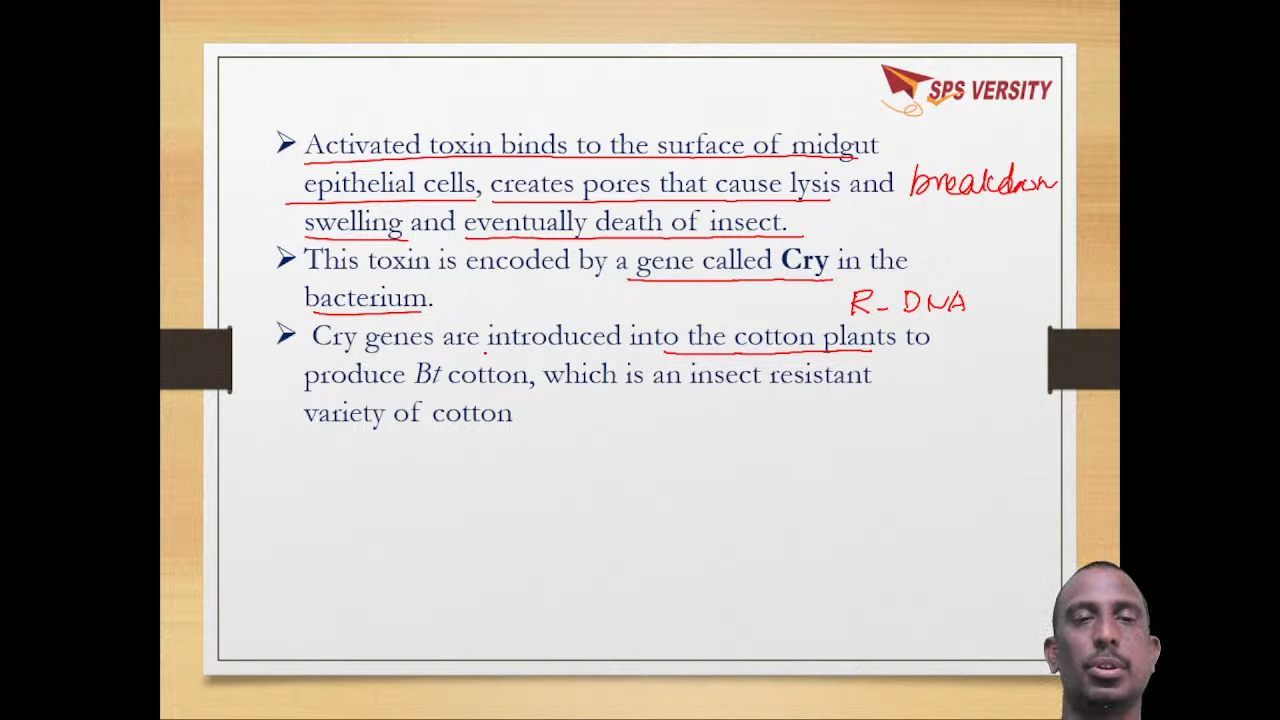 SPS VERSITY
Activated toxin binds to the surface of midgut
epithelial cells, creates pores that cause lysis and breakdown
swelling and eventually death of insect.
This toxin is encoded by a gene called Cry in the
bacterium.
R-DNA
Cry genes are introduced into the cotton plants to
produce Bt cotton, which is an insect resistant
variety of cotton